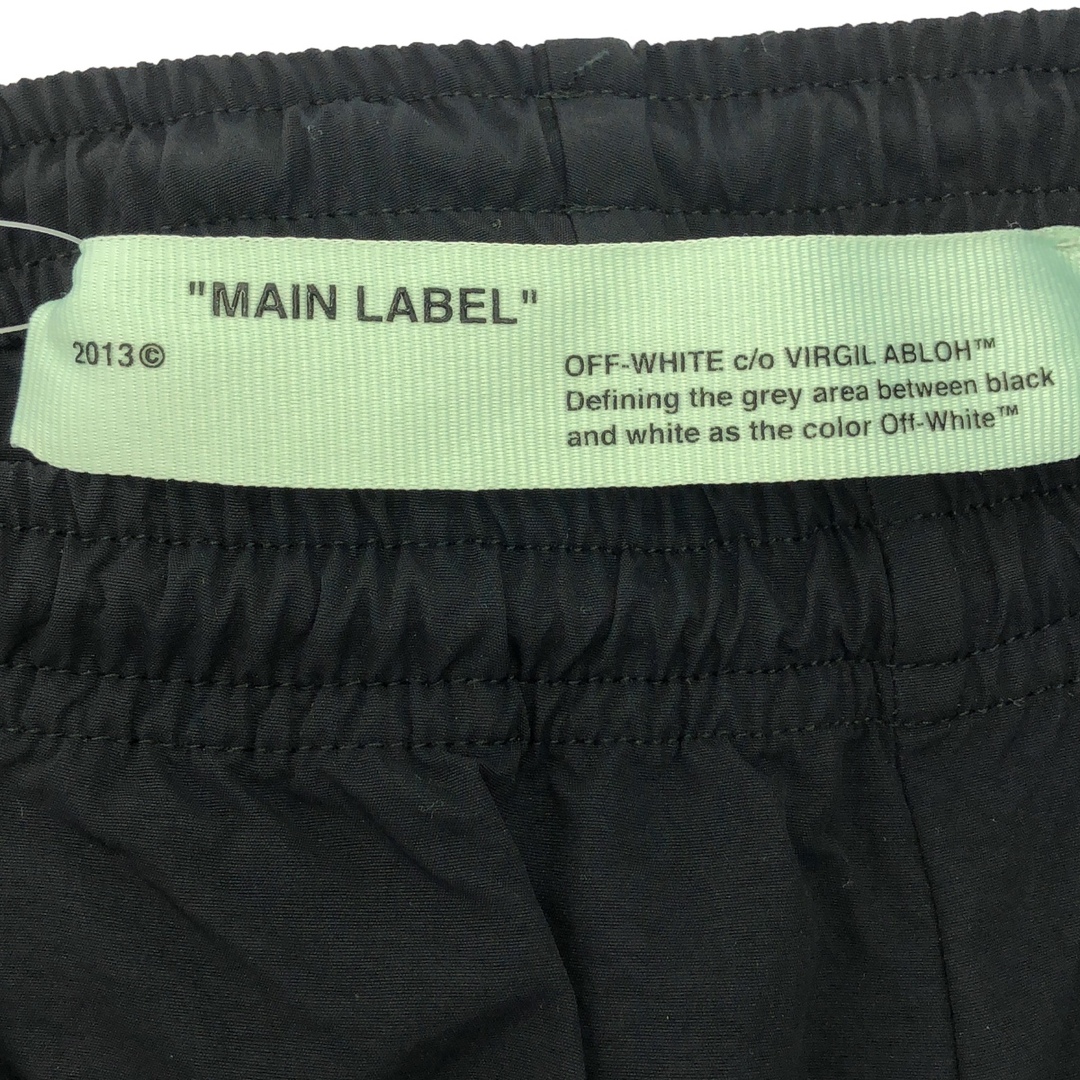 "MAIN LABEL"
2013©
OFF-WHITE c/o VIRGIL ABLOH™
Defining the grey area between black
and white as the color Off-White™